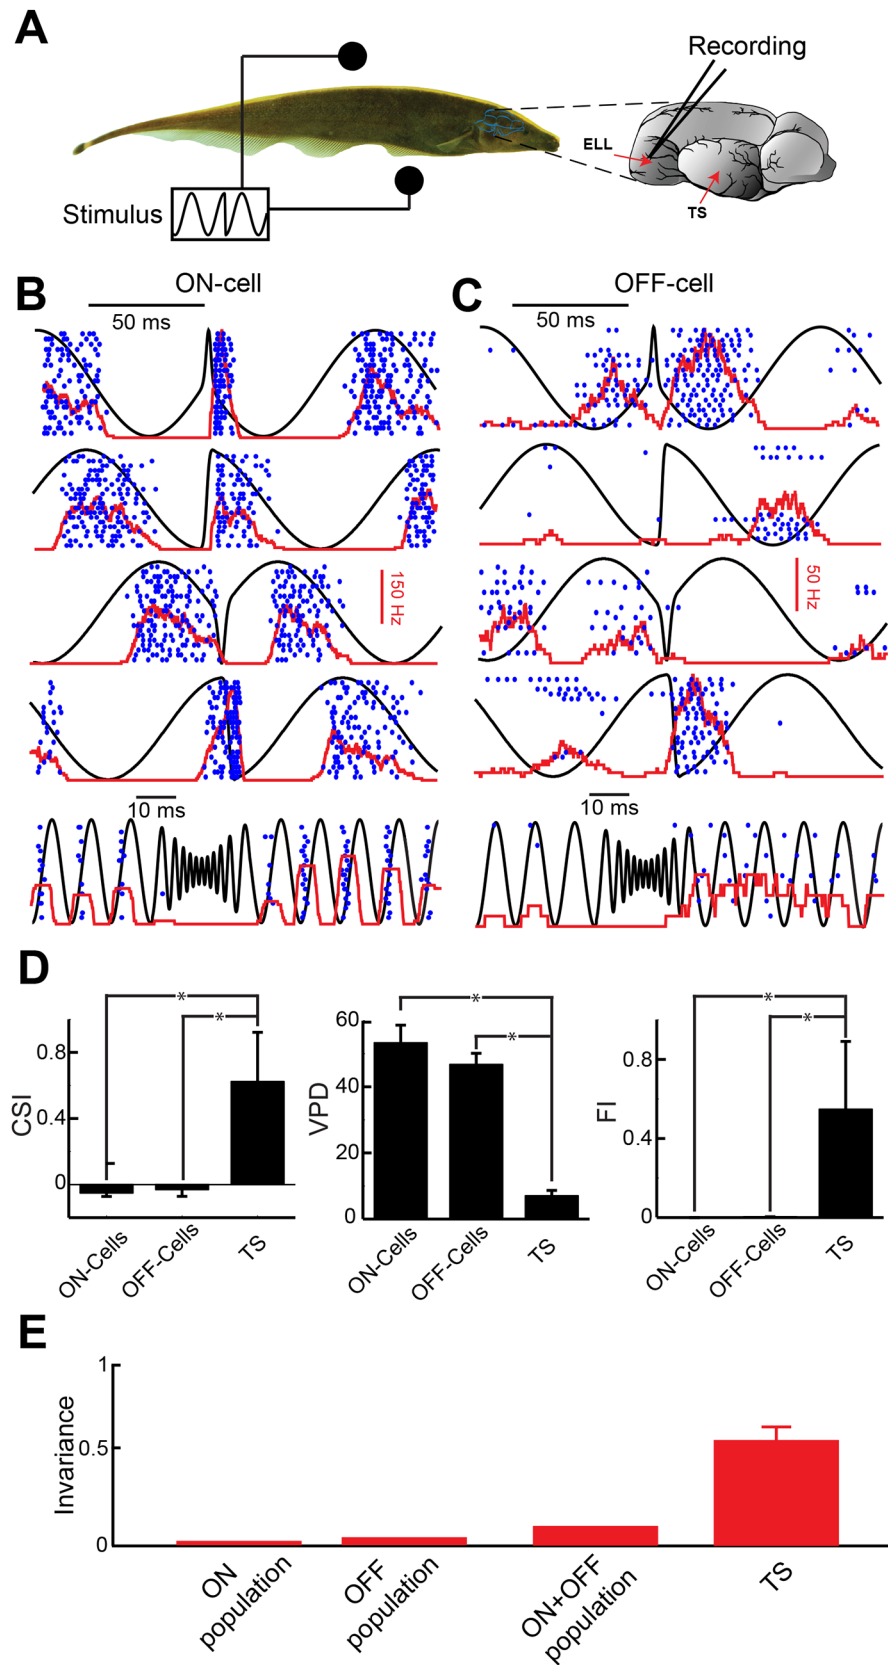 A
Recording
ELL
TS
Stimulus
B
ON-cell
C
OFF-cell
50 ms
50 ms
150 Hz
50 Hz
10 ms
10 ms
D
CSI
0.8
0.4
0
*
*
ON-Cells
OFF-Cells
TS
VPD
60
40
20
0
*
*
ON-Cells
OFF-Cells
TS
FI
0.8
0.4
0
*
*
ON-Cells
OFF-Cells
TS
E
Invariance
1
0.5
0
ON
population
OFF
population
ON+OFF
population
TS